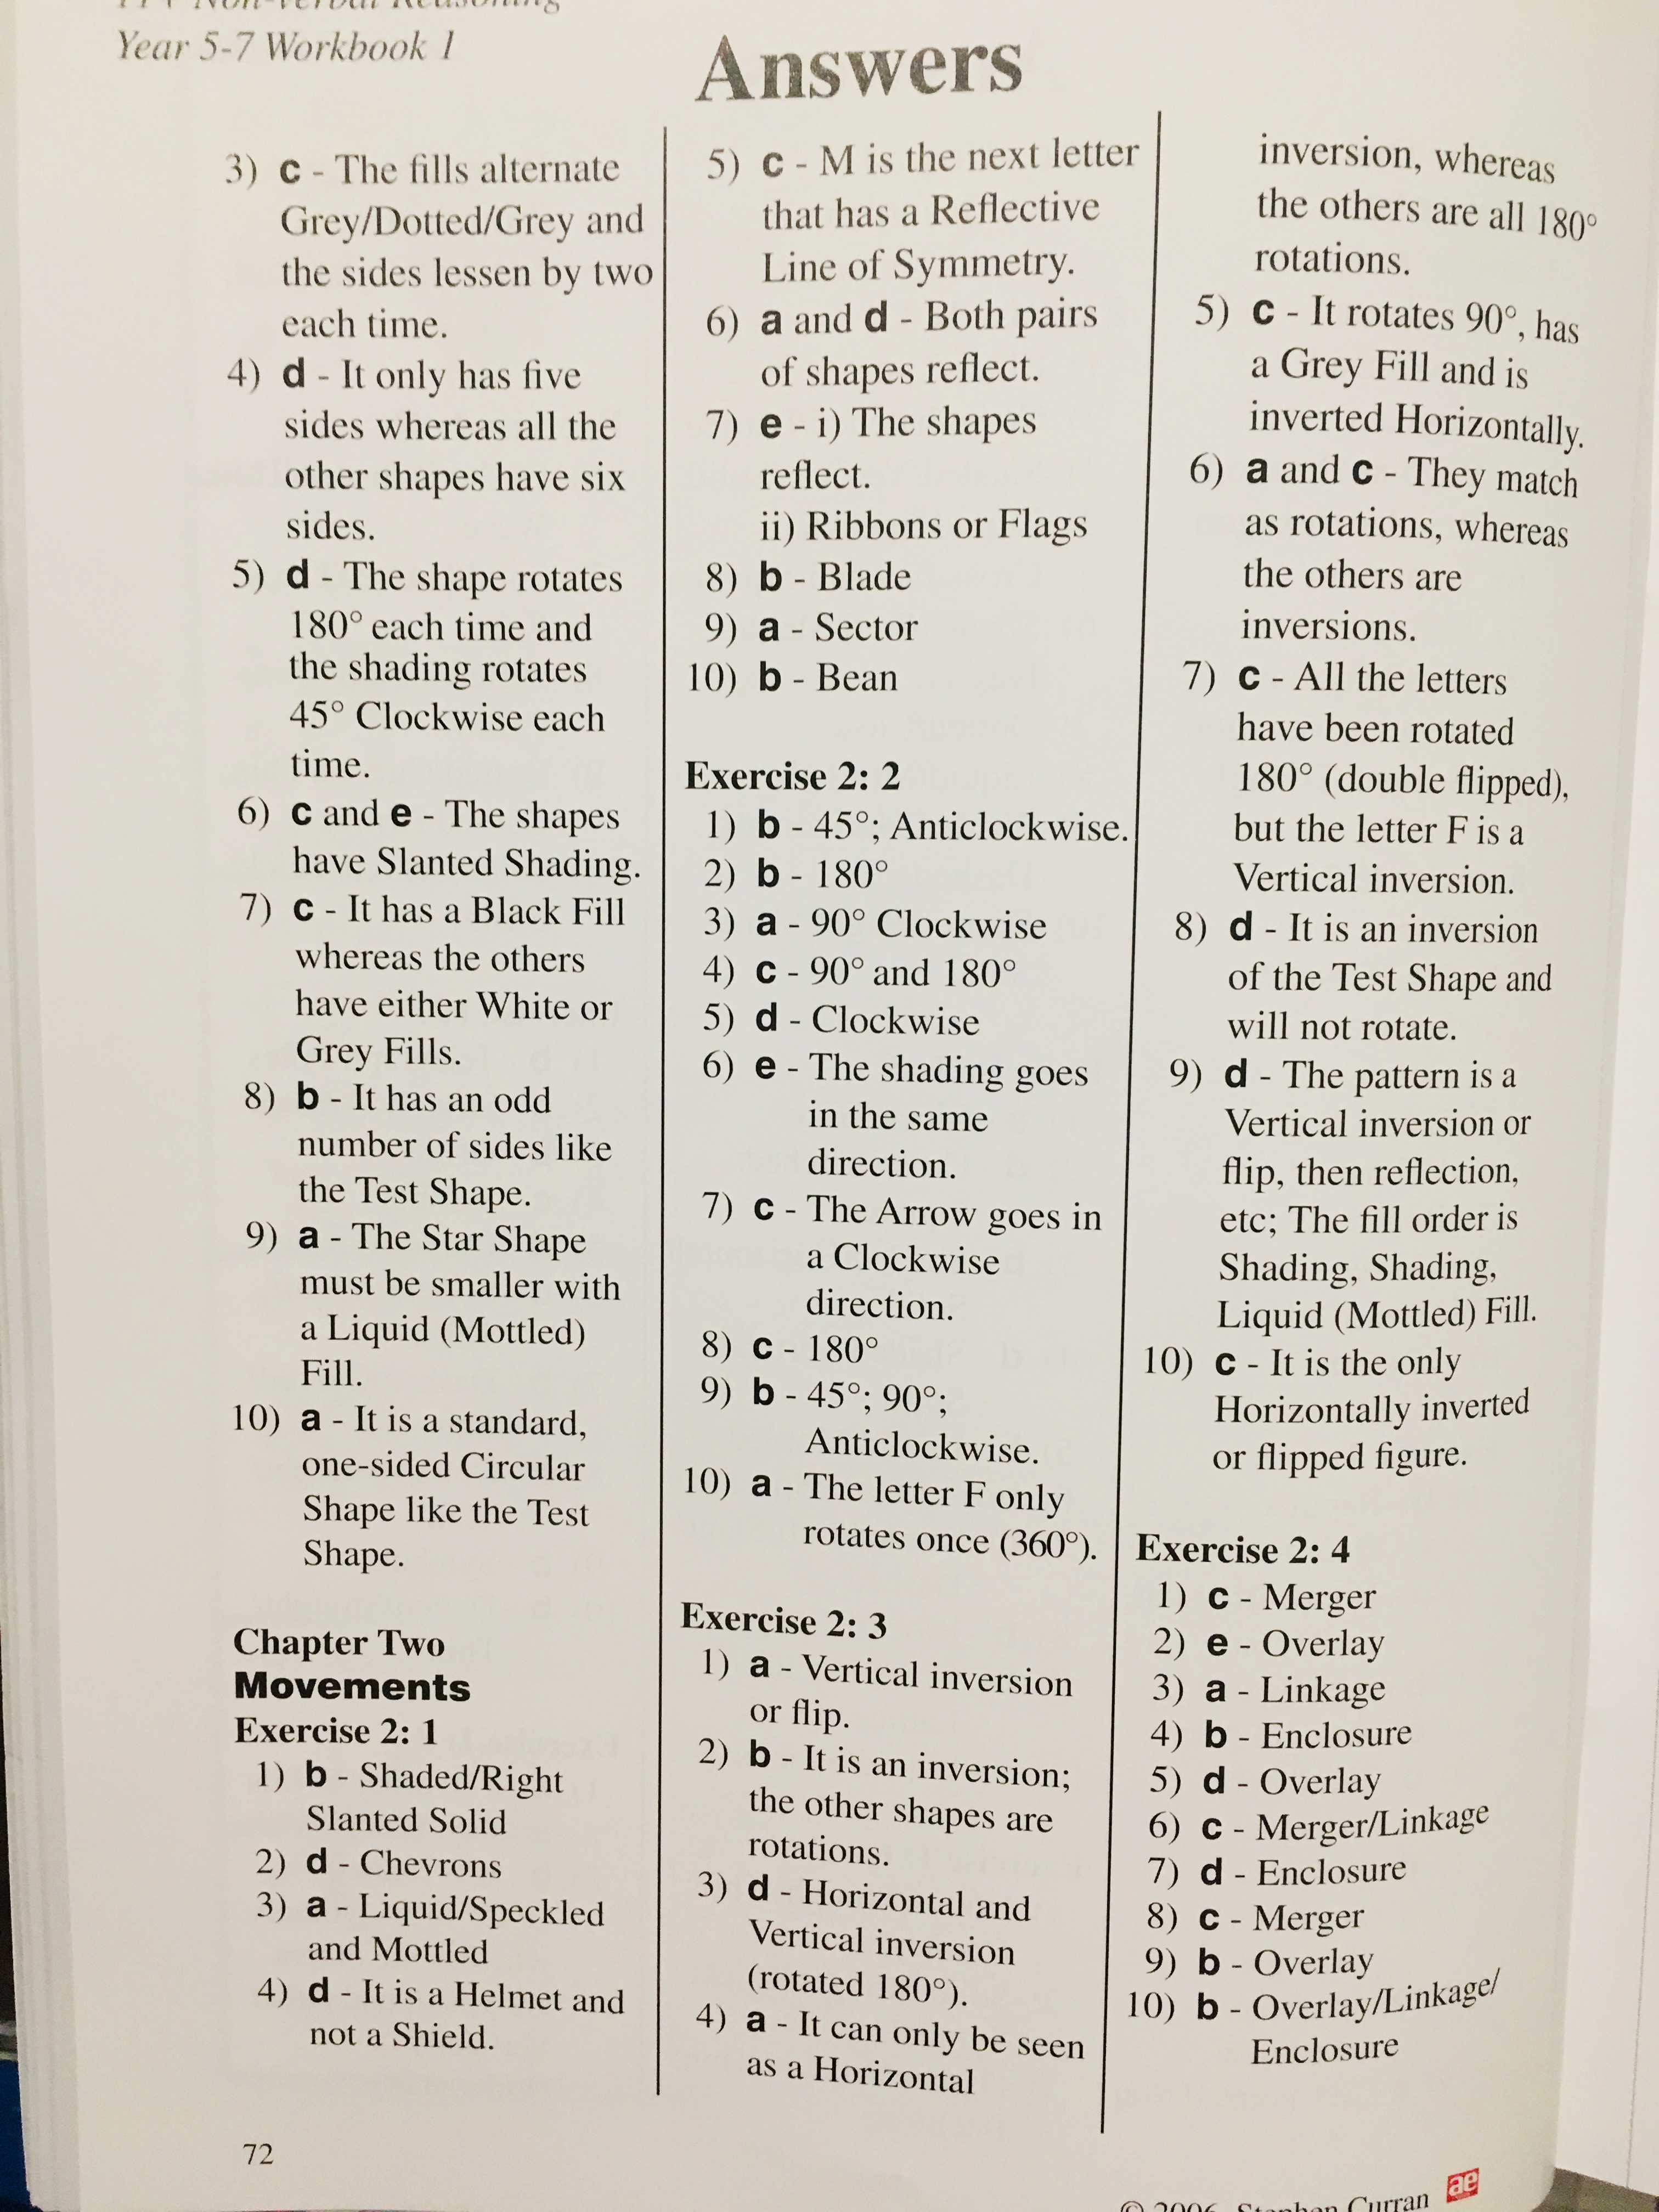 11+ Non-verbal Reasoning
Year 5-7 Workbook 1
Answers
3) c - The fills alternate
Grey/Dotted/Grey and
the sides lessen by two
each time.
4) d - It only has five
sides whereas all the
other shapes have six
sides.
5) d - The shape rotates
180° each time and
the shading rotates
45° Clockwise each
time.
6) c and e - The shapes
have Slanted Shading.
7) c - It has a Black Fill
whereas the others
have either White or
Grey Fills.
8) b - It has an odd
number of sides like
the Test Shape.
9) a - The Star Shape
must be smaller with
a Liquid (Mottled)
Fill.
10) a - It is a standard,
one-sided Circular
Shape like the Test
Shape.
Chapter Two
Movements
Exercise 2: 1
1) b - Shaded/Right
Slanted Solid
2) d - Chevrons
3) a - Liquid/Speckled
and Mottled
4) d - It is a Helmet and
not a Shield.
5) c - M is the next letter
that has a Reflective
Line of Symmetry.
6) a and d - Both pairs
of shapes reflect.
7) e - i) The shapes
reflect.
ii) Ribbons or Flags
8) b - Blade
9) a - Sector
10) b - Bean
Exercise 2: 2
1) b - 45°; Anticlockwise.
2) b - 180°
3) a - 90° Clockwise
4) c - 90° and 180°
5) d - Clockwise
6) e - The shading goes
in the same
direction.
7) c - The Arrow goes in
a Clockwise
direction.
8) c - 180°
9) b - 45°; 90°;
Anticlockwise.
10) a - The letter F only
rotates once (360°).
Exercise 2: 3
1) a - Vertical inversion
or flip.
2) b - It is an inversion;
the other shapes are
rotations.
3) d - Horizontal and
Vertical inversion
(rotated 180°).
4) a - It can only be seen
as a Horizontal
inversion, whereas
the others are all 180°
rotations.
5) c - It rotates 90°, has
a Grey Fill and is
inverted Horizontally.
6) a and c - They match
as rotations, whereas
the others are
inversions.
7) c - All the letters
have been rotated
180° (double flipped),
but the letter F is a
Vertical inversion.
8) d - It is an inversion
of the Test Shape and
will not rotate.
9) d - The pattern is a
Vertical inversion or
flip, then reflection,
etc; The fill order is
Shading, Shading,
Liquid (Mottled) Fill.
10) c - It is the only
Horizontally inverted
or flipped figure.
Exercise 2: 4
1) c - Merger
2) e - Overlay
3) a - Linkage
4) b - Enclosure
5) d - Overlay
6) c - Merger/Linkage
7) d - Enclosure
8) c - Merger
9) b - Overlay
10) b - Overlay/Linkage/
Enclosure
72
© 2006 Stephen Curran
ae